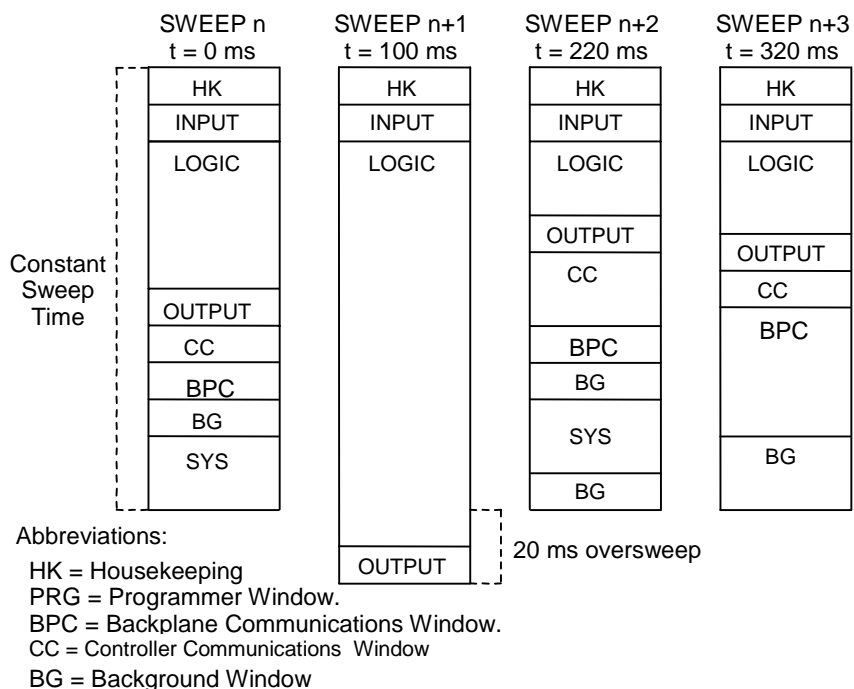 SWEEP n
t = 0 ms
HK
INPUT
LOGIC
OUTPUT
CC
BPC
BG
SYS
SWEEP n+1
t = 100 ms
HK
INPUT
LOGIC
OUTPUT
SWEEP n+2
t = 220 ms
HK
INPUT
LOGIC
OUTPUT
CC
BPC
BG
SYS
BG
SWEEP n+3
t = 320 ms
HK
INPUT
LOGIC
OUTPUT
CC
BPC
BG
Constant
Sweep
Time
20 ms oversweep
Abbreviations:
HK = Housekeeping
PRG = Programmer Window.
BPC = Backplane Communications Window.
CC = Controller Communications Window
BG = Background Window